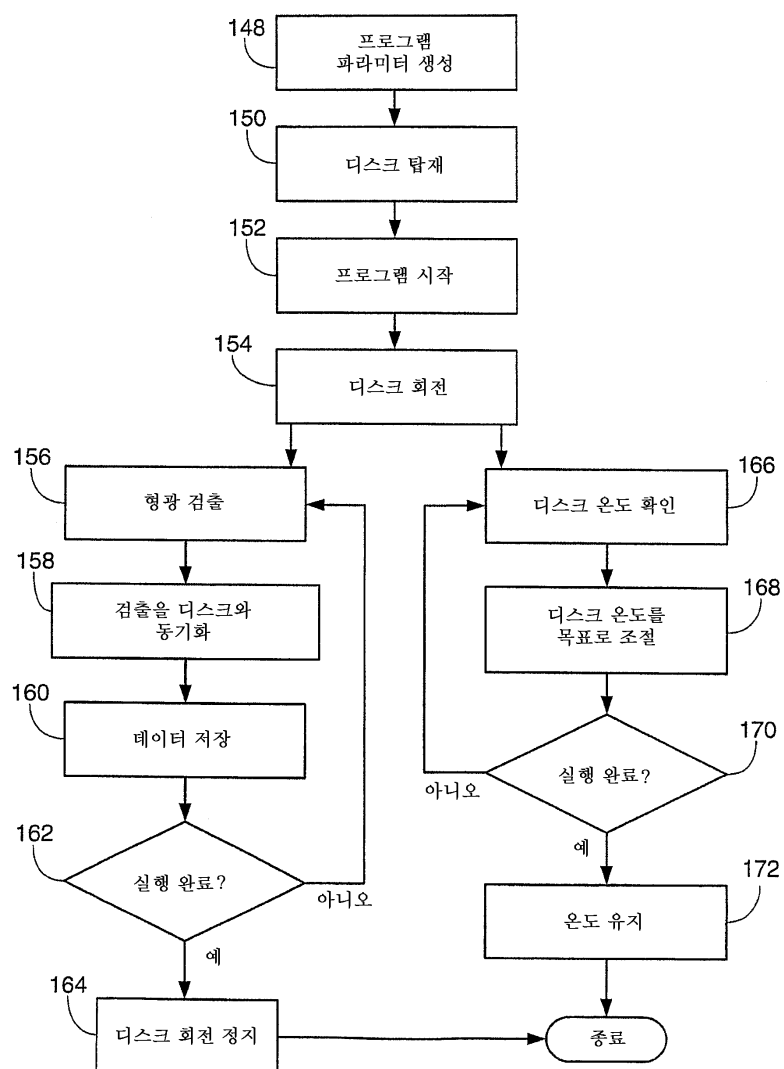 148
프로그램
파라미터 생성
150
디스크 탑재
152
프로그램 시작
154
디스크 회전
156
형광 검출
158
검출을 디스크와
동기화
160
데이터 저장
162
실행 완료?
아니오
예
164
디스크 회전 정지
166
디스크 온도 확인
168
디스크 온도를
목표로 조절
170
실행 완료?
아니오
예
172
온도 유지
종료